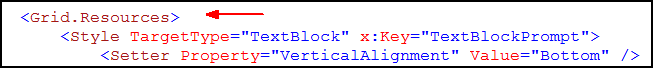 <Grid.Resources>
<Style TargetType="TextBlock" x:Key="TextBlockPrompt">
<Setter Property="VerticalAlignment" Value="Bottom" />